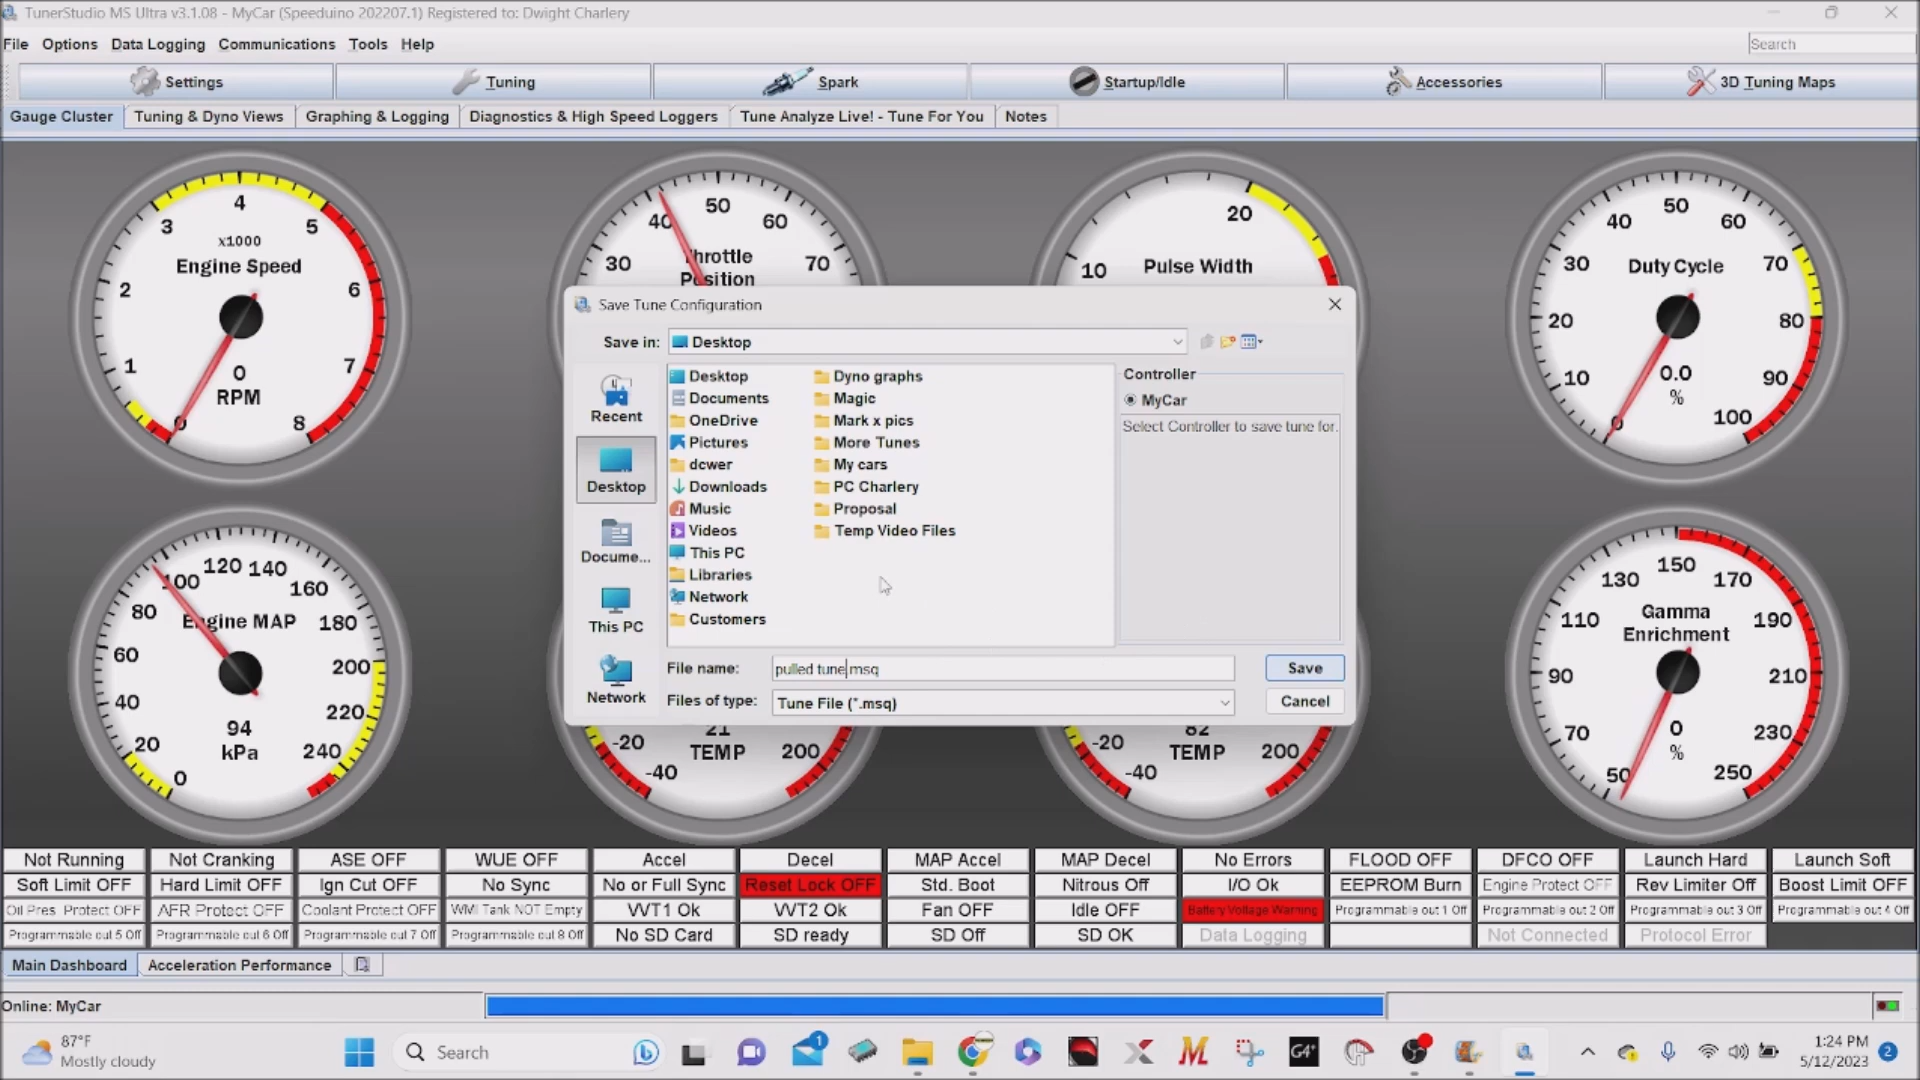 TunerStudio MS Ultra v3.1.08 - MyCar (Speeduino 202207.1) Registered to: Dwight Charlery
File Options Data Logging Communications Tools Help
Search
Settings Tuning Spark Startup/Idle Accessories 3D Tuning Maps
Gauge Cluster Tuning & Dyno Views Graphing & Logging Diagnostics & High Speed Loggers Tune Analyze Live! - Tune For You Notes
0 1 2 3 4 5 6 7 8
x1000
Engine Speed
0
RPM
30 40 50 60 70
Throttle
Position
10 20
Pulse Width
0 10 20 30 40 50 60 70 80 90 100
Duty Cycle
0.0
%
Save Tune Configuration
Save in: Desktop
Recent
Desktop
Docume...
This PC
Network
Desktop
Documents
OneDrive
Pictures
dcwer
Downloads
Music
Videos
This PC
Libraries
Network
Customers
Dyno graphs
Magic
Mark x pics
More Tunes
My cars
PC Charlery
Proposal
Temp Video Files
Controller
MyCar
Select Controller to save tune for.
File name: pulled tune.msq
Save
Files of type: Tune File (*.msq)
Cancel
0 20 40 60 80 100 120 140 160 180 200 220 240
Engine MAP
94
kPa
-40 -20 200
21
TEMP
-40 -20 200
82
TEMP
50 70 90 110 130 150 170 190 210 230 250
Gamma
Enrichment
0
%
Not Running Not Cranking ASE OFF WUE OFF Accel Decel MAP Accel MAP Decel No Errors FLOOD OFF DFCO OFF Launch Hard Launch Soft
Soft Limit OFF Hard Limit OFF Ign Cut OFF No Sync No or Full Sync Reset Lock OFF Std. Boot Nitrous Off I/O Ok EEPROM Burn Engine Protect OFF Rev Limiter Off Boost Limit OFF
Oil Pres. Protect OFF AFR Protect OFF Coolant Protect OFF WMI Tank NOT Empty VVT1 Ok VVT2 Ok Fan OFF Idle OFF Battery Voltage Warning Programmable out 1 Off Programmable out 2 Off Programmable out 3 Off Programmable out 4 Off
Programmable out 5 Off Programmable out 6 Off Programmable out 7 Off Programmable out 8 Off No SD Card SD ready SD Off SD OK Data Logging Not Connected Protocol Error
Main Dashboard Acceleration Performance
Online: MyCar
87°F
Mostly cloudy
Search
1
G4+
1:24 PM
5/12/2023
2